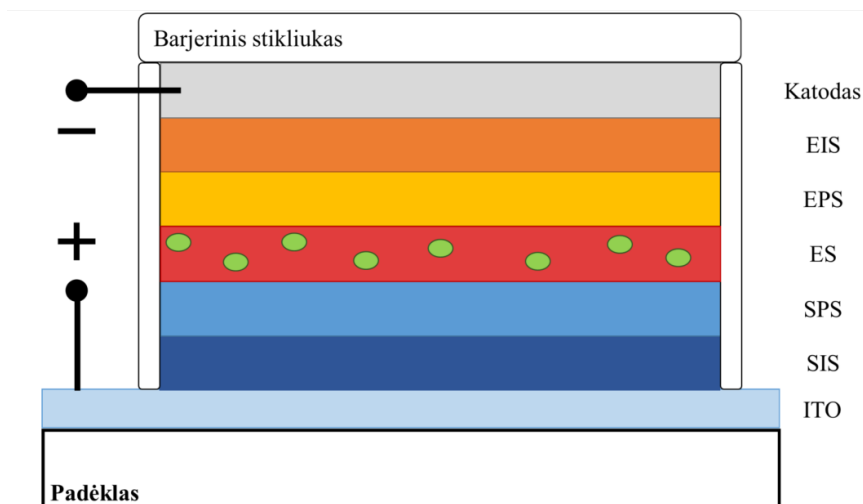 Barjerinis stikliukas
Katodas
EIS
EPS
ES
SPS
SIS
ITO
Padėklas